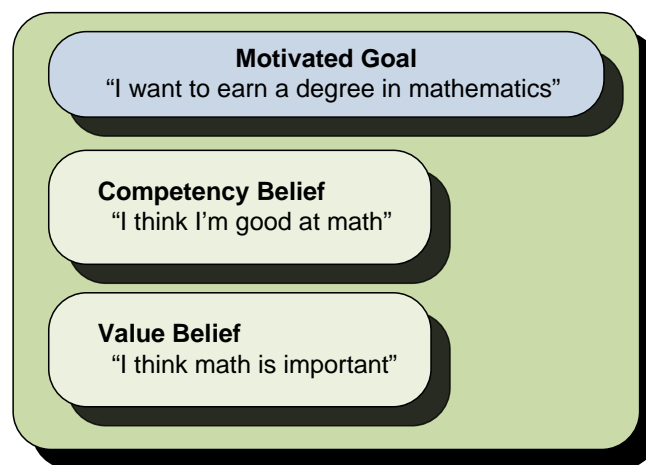 Motivated Goal
“I want to earn a degree in mathematics”
Competency Belief
“I think I’m good at math”
Value Belief
“I think math is important”